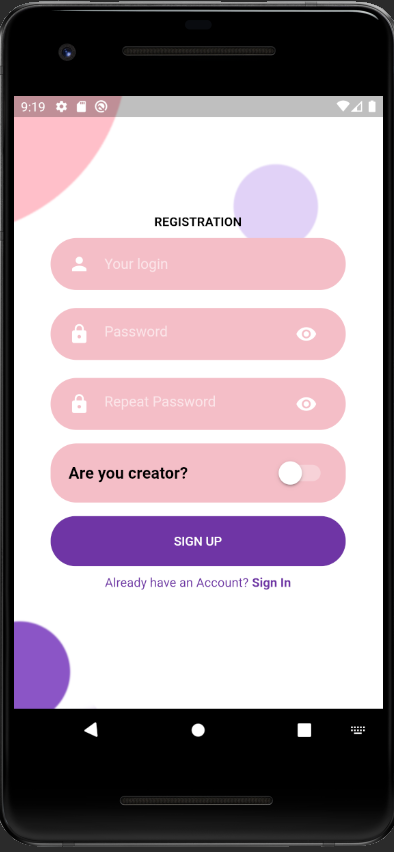 9:19
REGISTRATION
Your login
Password
Repeat Password
Are you creator?
SIGN UP
Already have an Account? Sign In